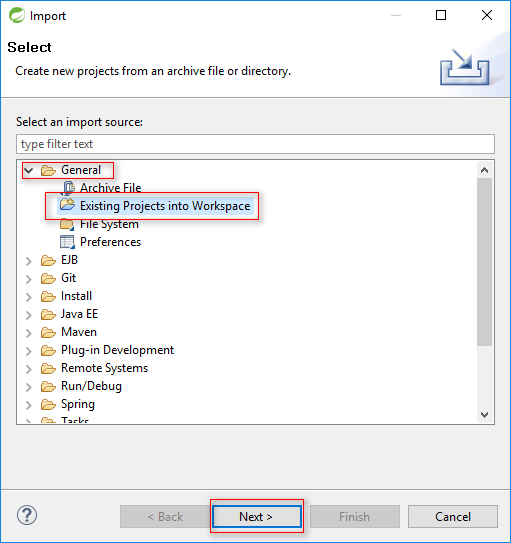 Import
Select
Create new projects from an archive file or directory.
Select an import source:
type filter text
General
Archive File
Existing Projects into Workspace
File System
Preferences
EJB
Git
Install
Java EE
Maven
Plug-in Development
Remote Systems
Run/Debug
Spring
Tasks
?
< Back
Next >
Finish
Cancel